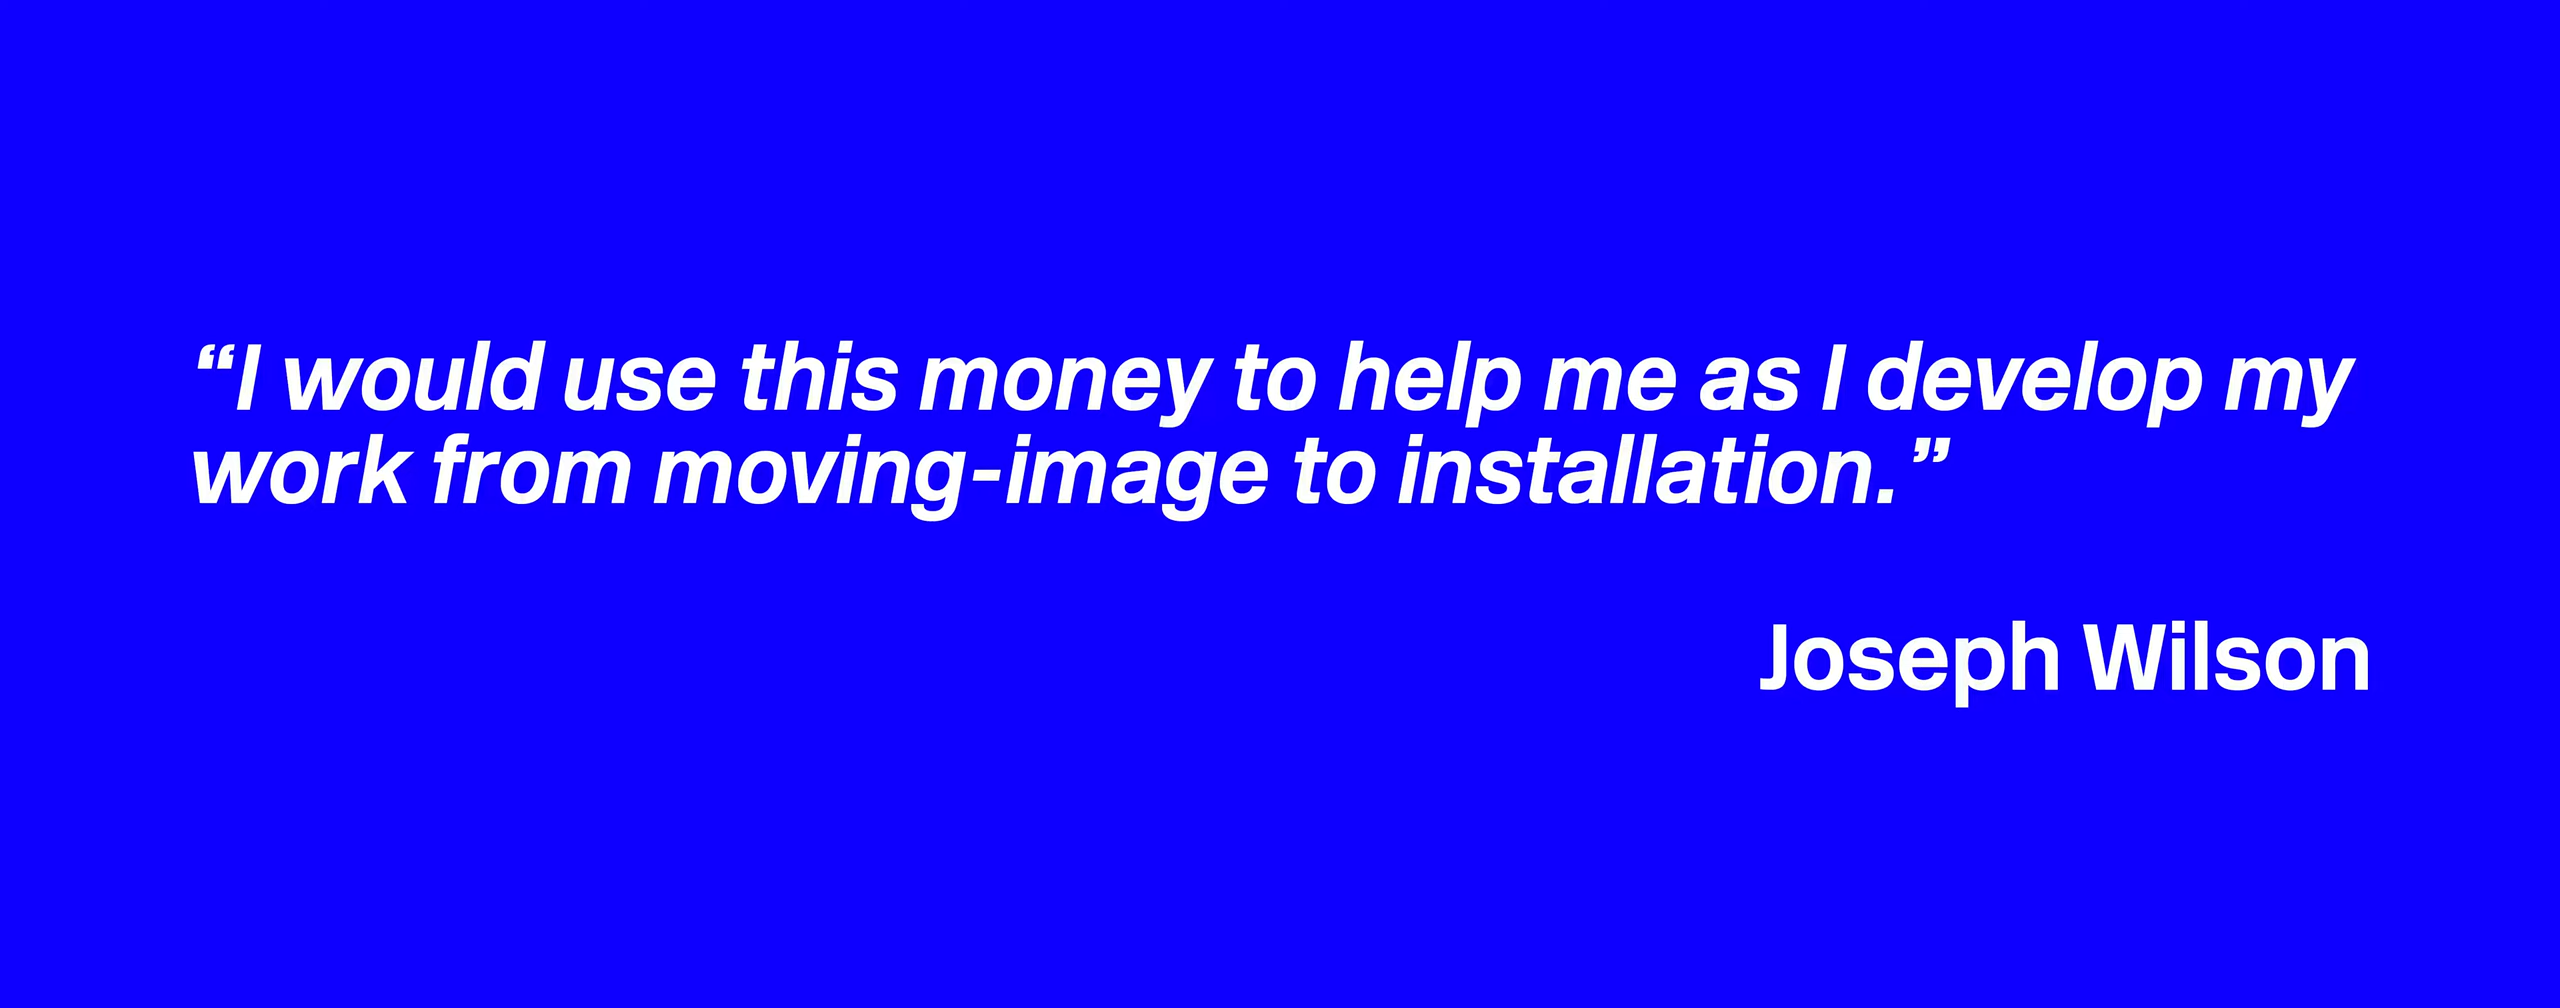 “I would use this money to help me as I develop my
work from moving-image to installation.”
Joseph Wilson